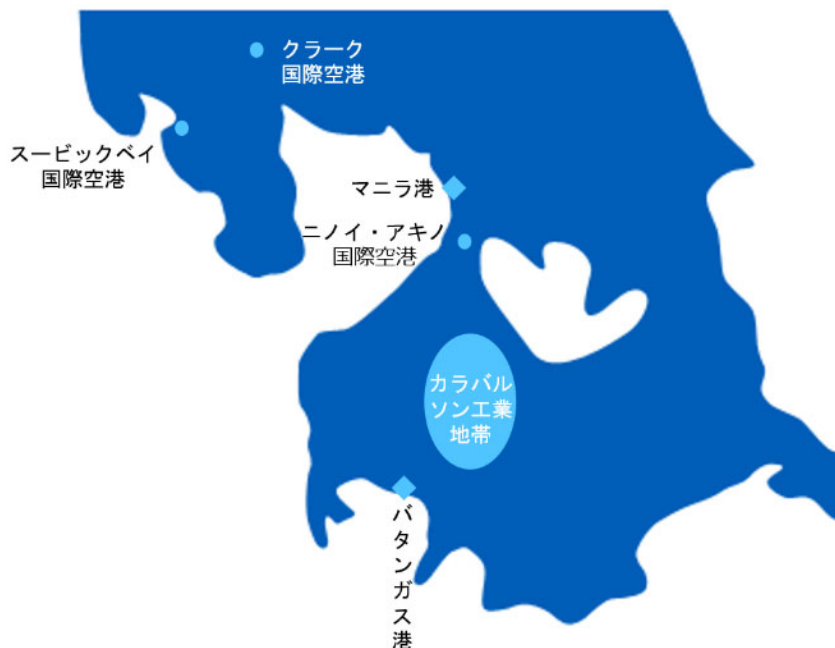 クラーク
国際空港
スービックベイ
国際空港
マニラ港
ニノイ・アキノ
国際空港
カラバル
ソン工業
地帯
バタンガス港